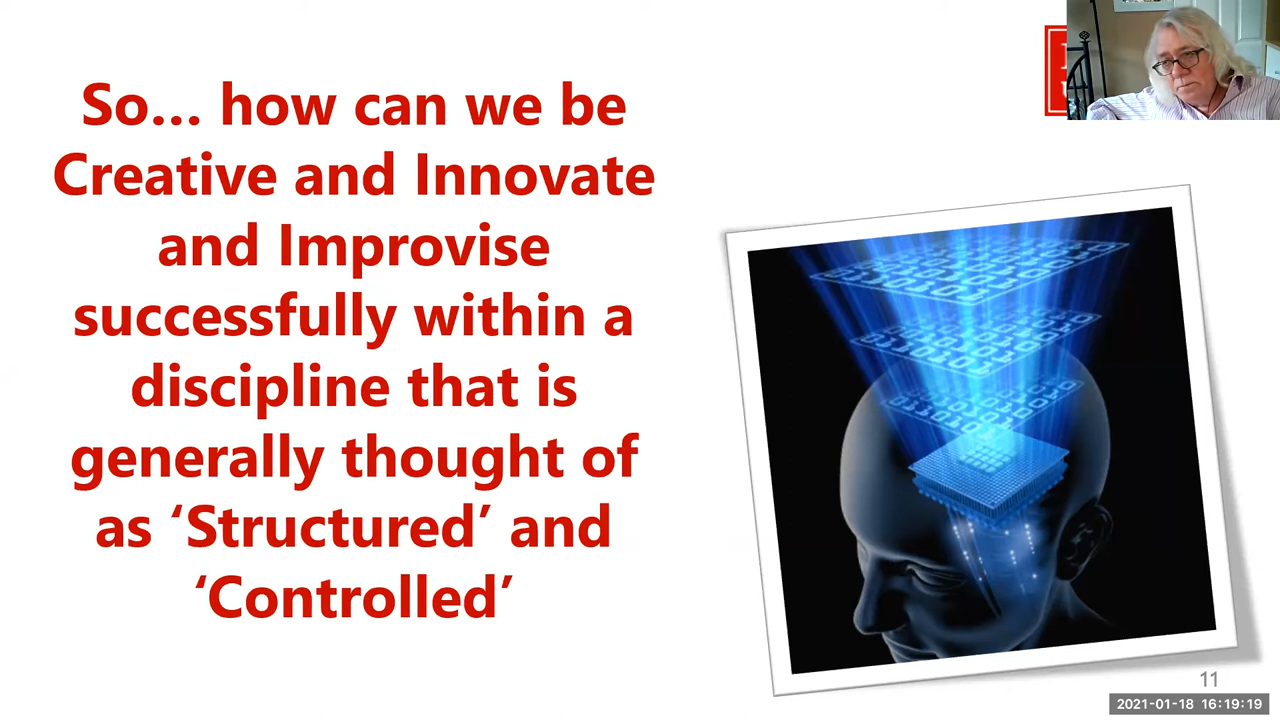 So... how can we be
Creative and Innovate
and Improvise
successfully within a
discipline that is
generally thought of
as ‘Structured’ and
‘Controlled’
11
2021-01-18 16:19:19